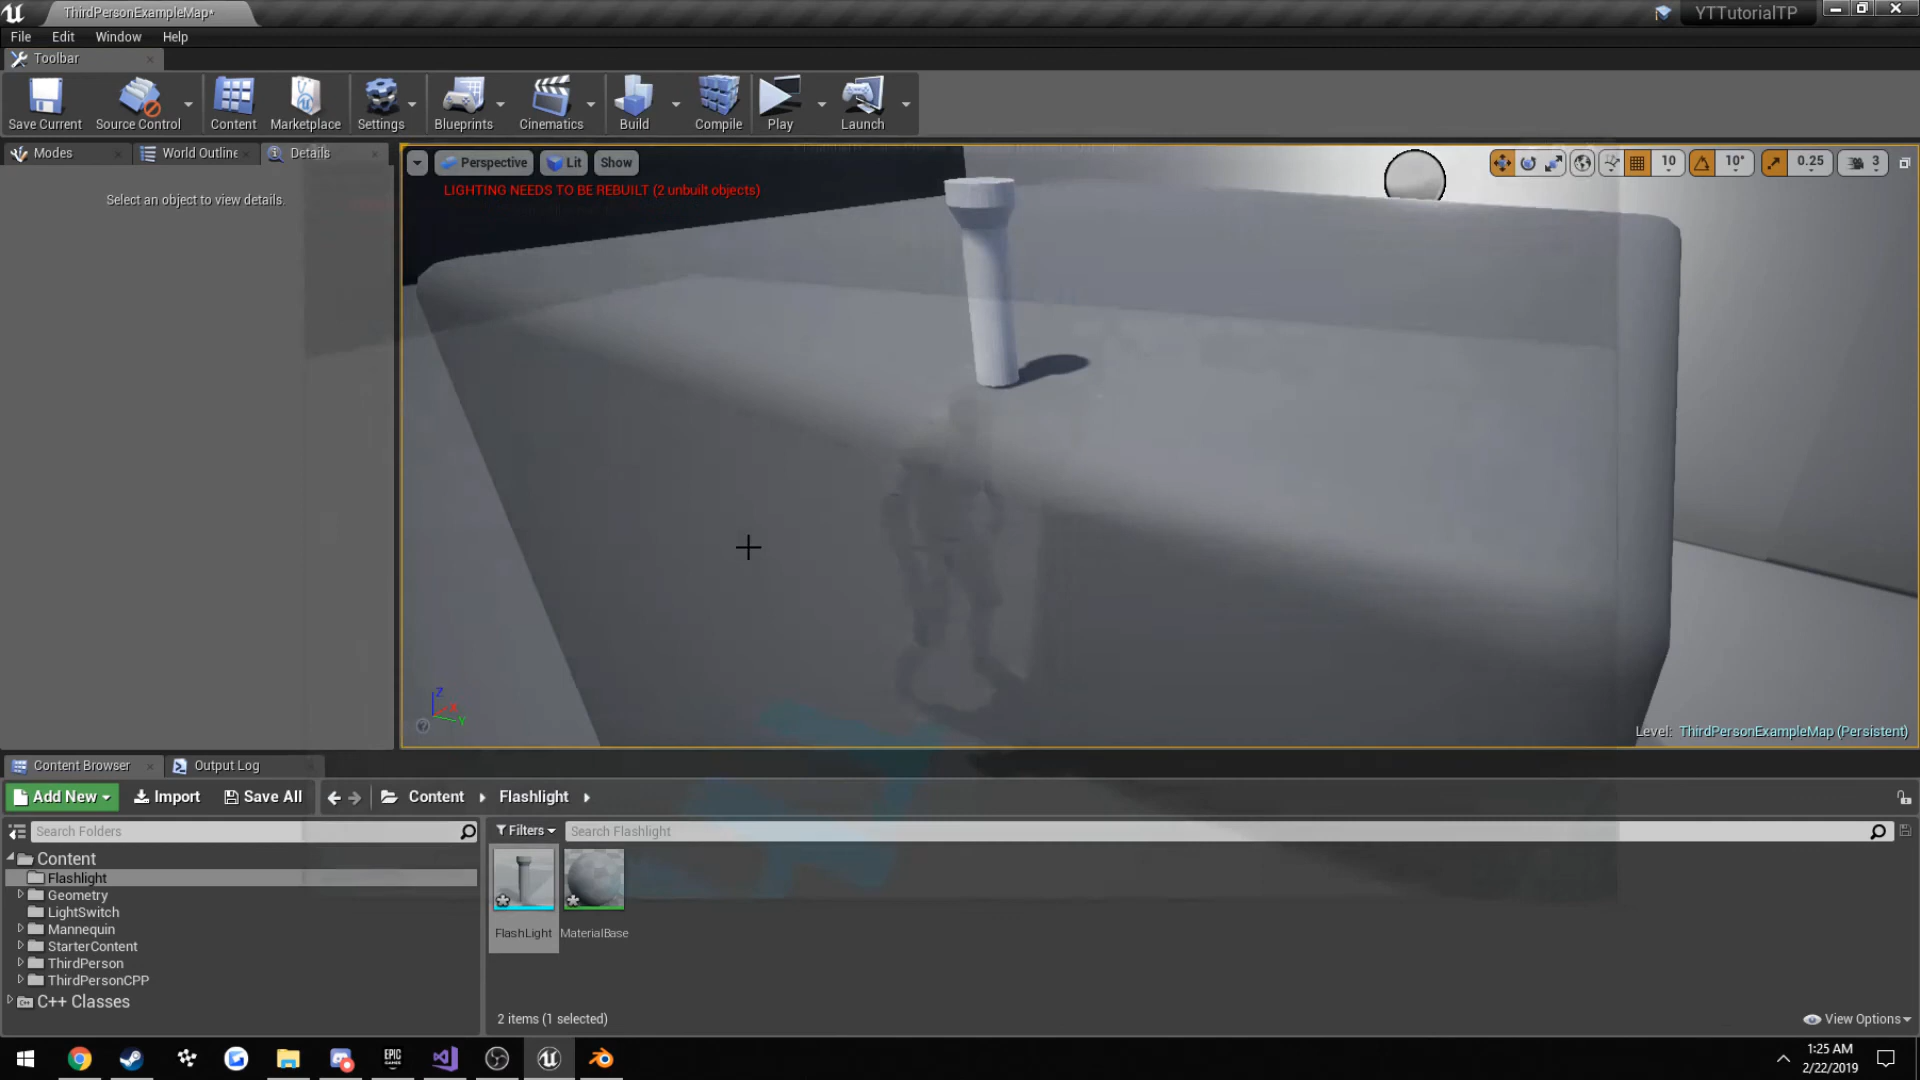 ThirdPersonExampleMap*
YTTutorialTP
File Edit Window Help
Toolbar
Save Current Source Control Content Marketplace Settings Blueprints Cinematics Build Compile Play Launch
Modes World Outline Details
Select an object to view details.
Perspective Lit Show
10 10° 0.25 3
LIGHTING NEEDS TO BE REBUILT (2 unbuilt objects)
Z
X
Y
Level: ThirdPersonExampleMap (Persistent)
Content Browser Output Log
Add New Import Save All Content Flashlight
Search Folders
Filters Search Flashlight
Content
Flashlight
Geometry
LightSwitch
Mannequin
StarterContent
ThirdPerson
ThirdPersonCPP
C++ Classes
FlashLight MaterialBase
2 items (1 selected)
View Options
EPIC
GAMES
1:25 AM
2/22/2019